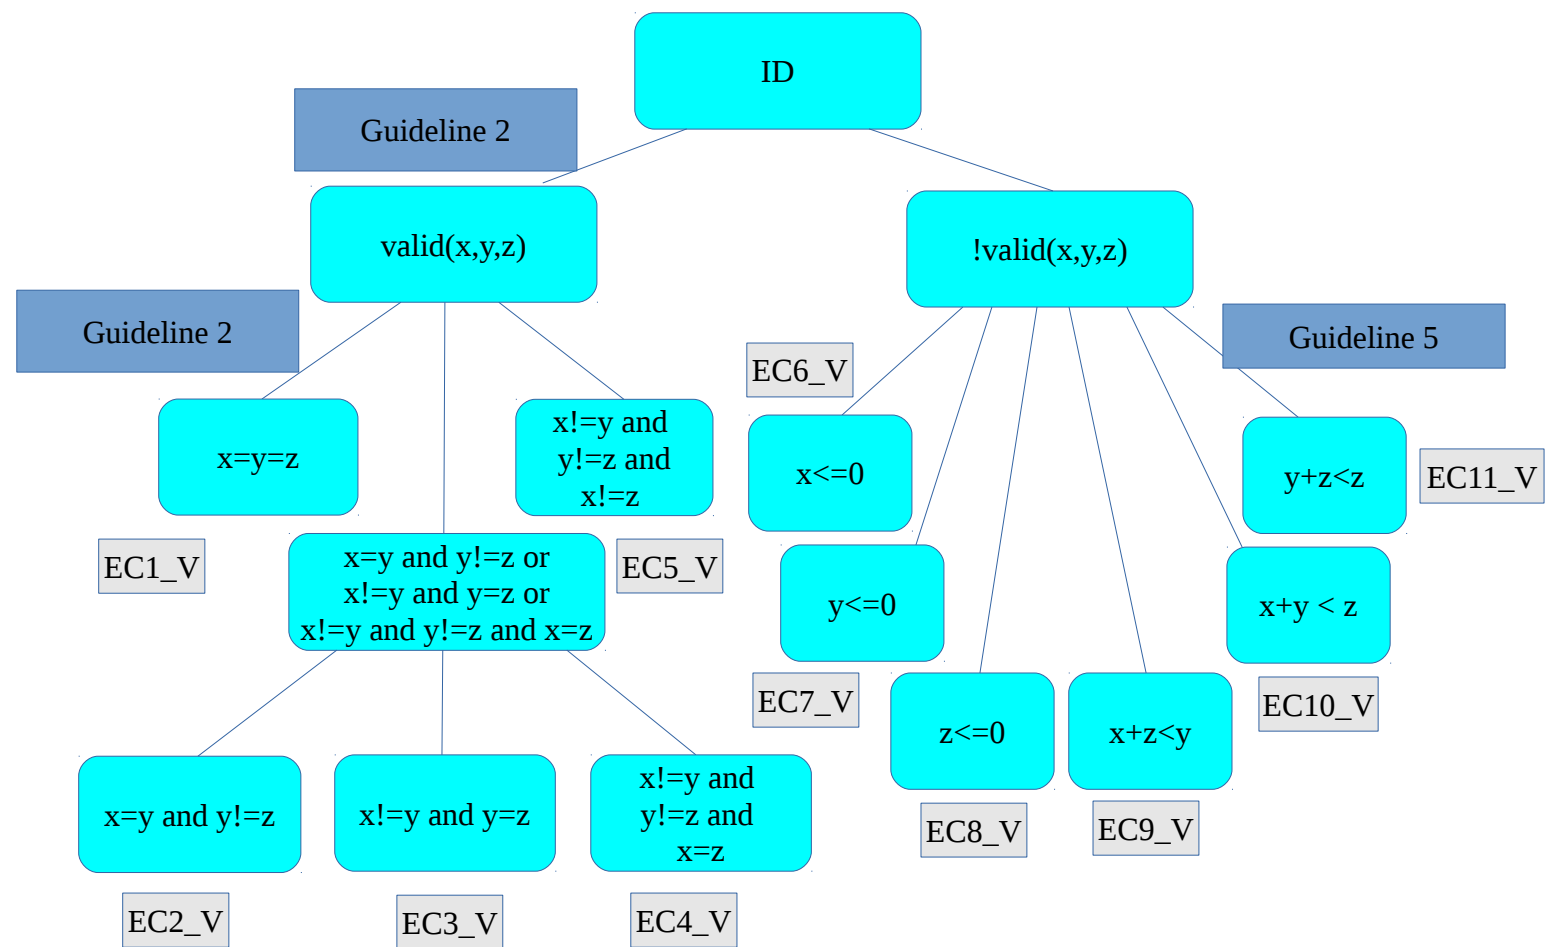 ID
Guideline 2
valid(x,y,z)
!valid(x,y,z)
Guideline 2
Guideline 5
EC6_V
x=y=z
x!=y and
y!=z and
x!=z
x<=0
y+z<z
EC11_V
EC1_V
x=y and y!=z or
x!=y and y=z or
x!=y and y!=z and x=z
EC5_V
y<=0
x+y < z
EC7_V
EC10_V
z<=0
x+z<y
x=y and y!=z
x!=y and y=z
x!=y and
y!=z and
x=z
EC8_V
EC9_V
EC2_V
EC3_V
EC4_V